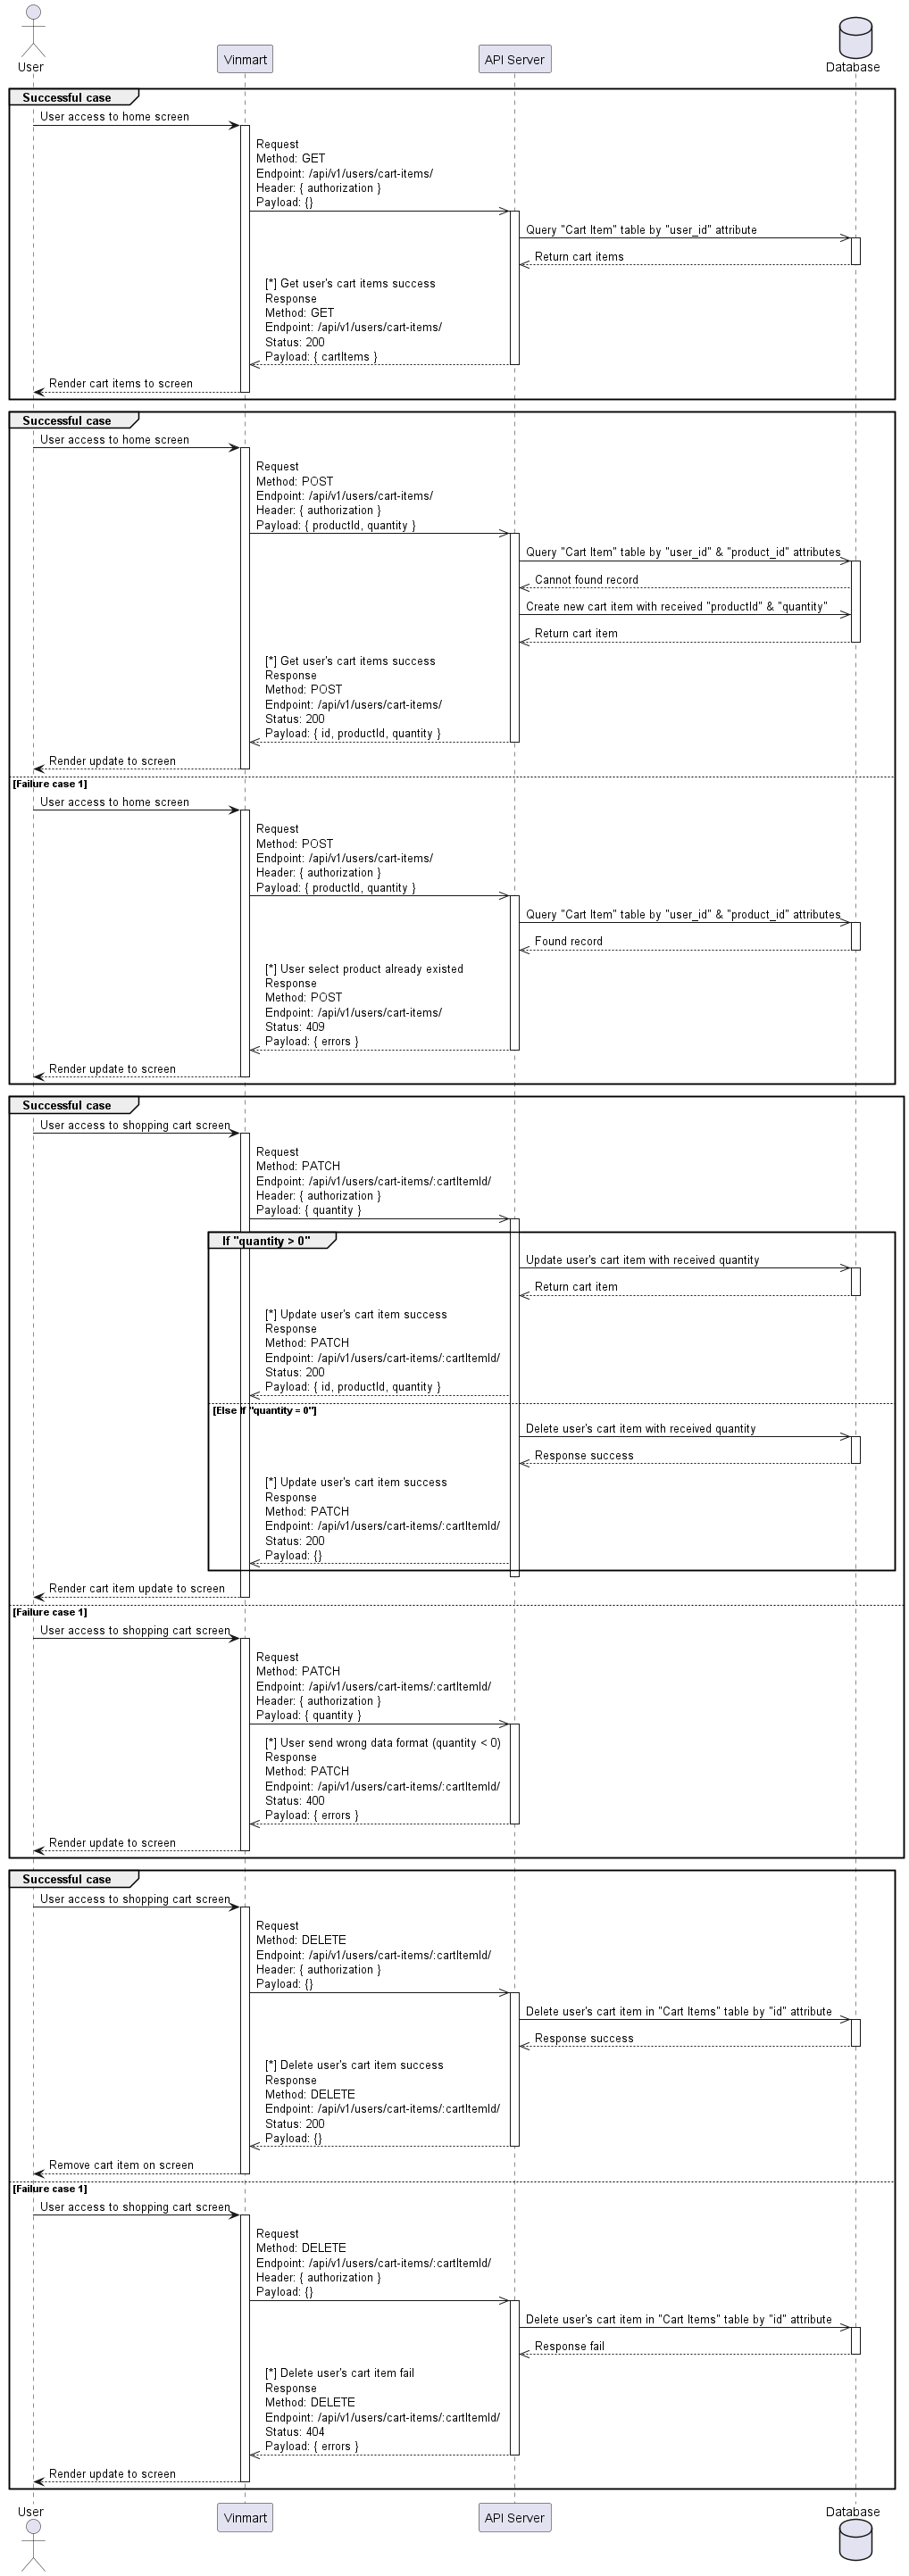 User
Vinmart
API Server
Database
Successful case
User access to home screen
Request
Method: GET
Endpoint: /api/v1/users/cart-items/
Header: { authorization }
Payload: {}
Query "Cart Item" table by "user_id" attribute
Return cart items
[*] Get user's cart items success
Response
Method: GET
Endpoint: /api/v1/users/cart-items/
Status: 200
Payload: { cartItems }
Render cart items to screen
Successful case
User access to home screen
Request
Method: POST
Endpoint: /api/v1/users/cart-items/
Header: { authorization }
Payload: { productId, quantity }
Query "Cart Item" table by "user_id" & "product_id" attributes
Cannot found record
Create new cart item with received "productId" & "quantity"
Return cart item
[*] Get user's cart items success
Response
Method: POST
Endpoint: /api/v1/users/cart-items/
Status: 200
Payload: { id, productId, quantity }
Render update to screen
[Failure case 1]
User access to home screen
Request
Method: POST
Endpoint: /api/v1/users/cart-items/
Header: { authorization }
Payload: { productId, quantity }
Query "Cart Item" table by "user_id" & "product_id" attributes
Found record
[*] User select product already existed
Response
Method: POST
Endpoint: /api/v1/users/cart-items/
Status: 409
Payload: { errors }
Render update to screen
Successful case
User access to shopping cart screen
Request
Method: PATCH
Endpoint: /api/v1/users/cart-items/:cartItemId/
Header: { authorization }
Payload: { quantity }
If "quantity > 0"
Update user's cart item with received quantity
Return cart item
[*] Update user's cart item success
Response
Method: PATCH
Endpoint: /api/v1/users/cart-items/:cartItemId/
Status: 200
Payload: { id, productId, quantity }
[Else If "quantity = 0"]
Delete user's cart item with received quantity
Response success
[*] Update user's cart item success
Response
Method: PATCH
Endpoint: /api/v1/users/cart-items/:cartItemId/
Status: 200
Payload: {}
Render cart item update to screen
[Failure case 1]
User access to shopping cart screen
Request
Method: PATCH
Endpoint: /api/v1/users/cart-items/:cartItemId/
Header: { authorization }
Payload: { quantity }
[*] User send wrong data format (quantity < 0)
Response
Method: PATCH
Endpoint: /api/v1/users/cart-items/:cartItemId/
Status: 400
Payload: { errors }
Render update to screen
Successful case
User access to shopping cart screen
Request
Method: DELETE
Endpoint: /api/v1/users/cart-items/:cartItemId/
Header: { authorization }
Payload: {}
Delete user's cart item in "Cart Items" table by "id" attribute
Response success
[*] Delete user's cart item success
Response
Method: DELETE
Endpoint: /api/v1/users/cart-items/:cartItemId/
Status: 200
Payload: {}
Remove cart item on screen
[Failure case 1]
User access to shopping cart screen
Request
Method: DELETE
Endpoint: /api/v1/users/cart-items/:cartItemId/
Header: { authorization }
Payload: {}
Delete user's cart item in "Cart Items" table by "id" attribute
Response fail
[*] Delete user's cart item fail
Response
Method: DELETE
Endpoint: /api/v1/users/cart-items/:cartItemId/
Status: 404
Payload: { errors }
Render update to screen
User
Vinmart
API Server
Database